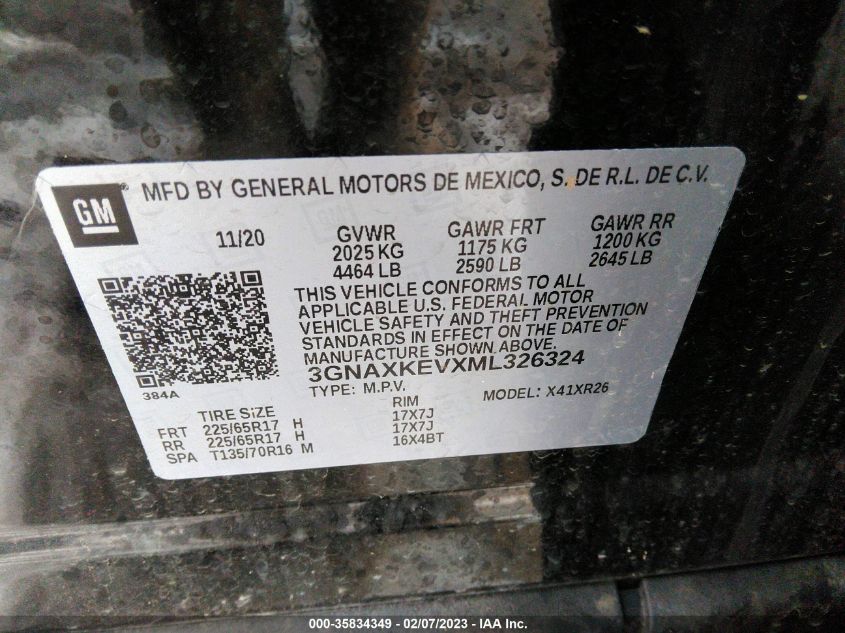 GM ® MFD BY GENERAL MOTORS DE MEXICO, S. DE R.L. DE C.V.
11/20 GVWR GAWR FRT GAWR RR
2025 KG 1175 KG 1200 KG
4464 LB 2590 LB 2645 LB
THIS VEHICLE CONFORMS TO ALL
APPLICABLE U.S. FEDERAL MOTOR
VEHICLE SAFETY AND THEFT PREVENTION
STANDARDS IN EFFECT ON THE DATE OF
MANUFACTURE SHOWN ABOVE.
3GNAXKEVXML326324
384A TYPE: M.P.V. MODEL: X41XR26
TIRE SIZE RIM
FRT 225/65R17 H 17X7J
RR 225/65R17 H 17X7J
SPA T135/70R16 M 16X4BT
000-35834349 - 02/07/2023 - IAA Inc.